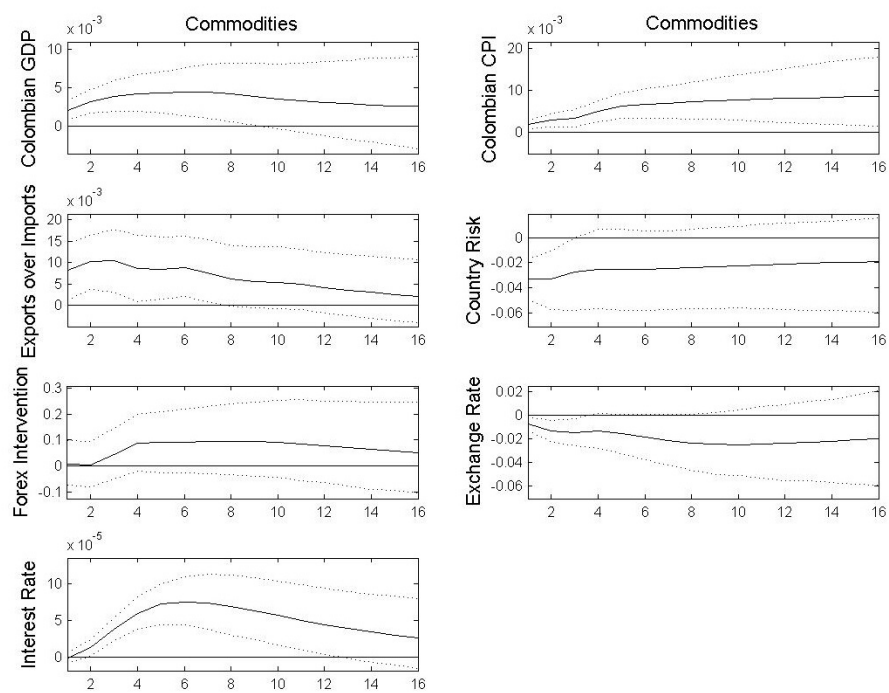 Commodities
x 10^-3
10
5
0
Colombian GDP
2 4 6 8 10 12 14 16
Commodities
x 10^-3
20
10
0
Colombian CPI
2 4 6 8 10 12 14 16
x 10^-3
20
15
10
5
0
Exports over Imports
2 4 6 8 10 12 14 16
0
-0.02
-0.04
-0.06
Country Risk
2 4 6 8 10 12 14 16
0.3
0.2
0.1
0
-0.1
Forex Intervention
2 4 6 8 10 12 14 16
0.02
0
-0.02
-0.04
-0.06
Exchange Rate
2 4 6 8 10 12 14 16
x 10^-5
10
5
0
Interest Rate
2 4 6 8 10 12 14 16